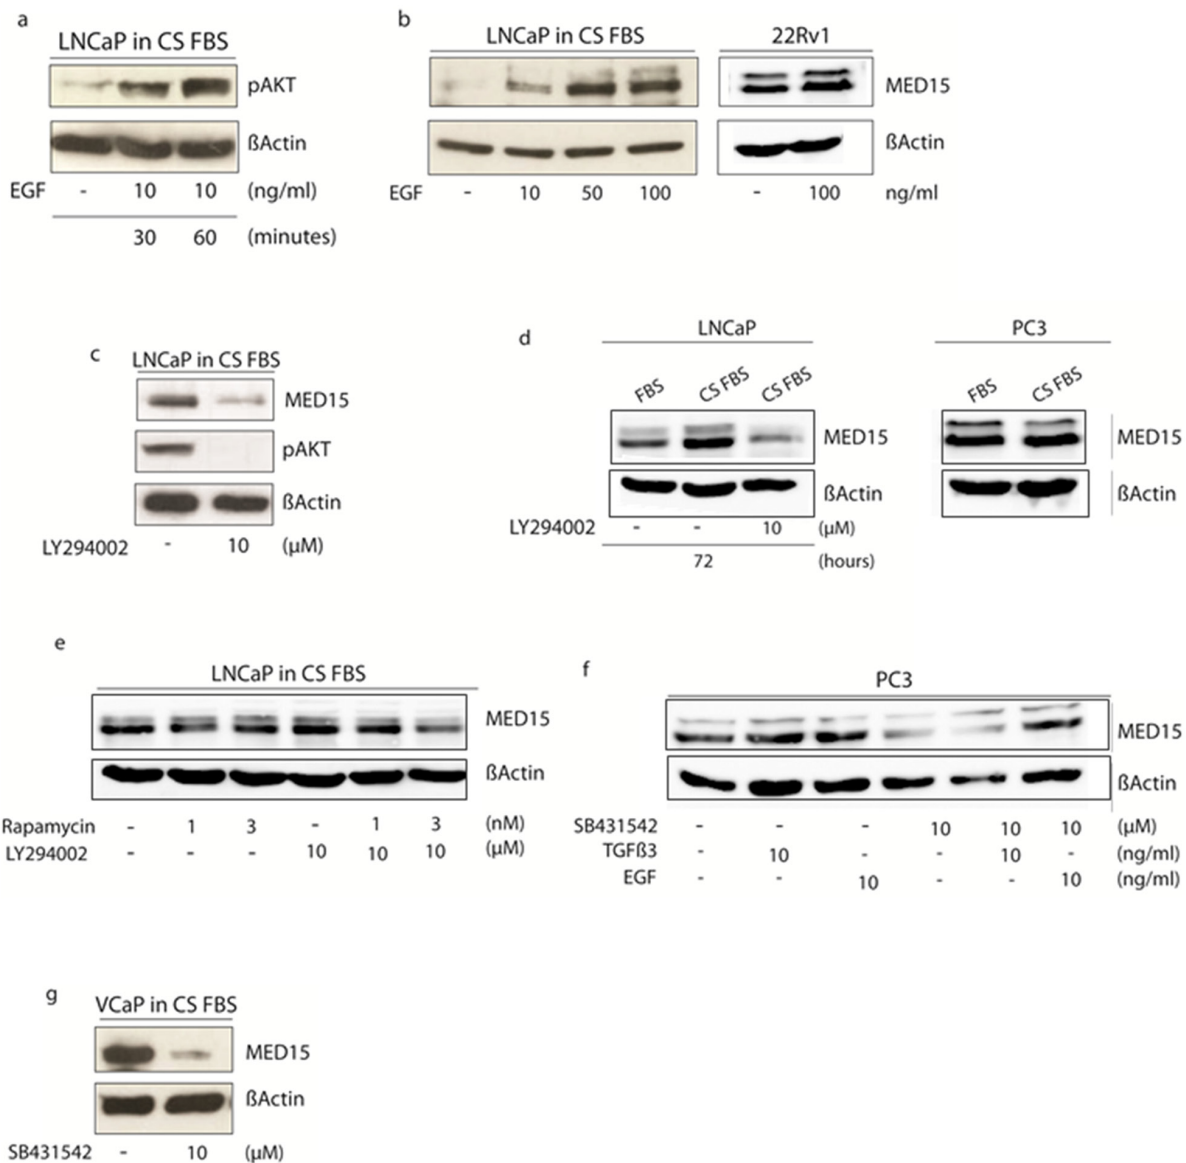 a
LNCaP in CS FBS
pAKT
ßActin
EGF - 10 10 (ng/ml)
30 60 (minutes)
b
LNCaP in CS FBS 22Rv1
MED15
ßActin
EGF - 10 50 100 - 100 ng/ml
c
LNCaP in CS FBS
MED15
pAKT
ßActin
LY294002 - 10 (µM)
d
LNCaP PC3
FBS CS FBS CS FBS FBS CS FBS
MED15 MED15
ßActin ßActin
LY294002 - - 10 (µM)
72 (hours)
e
LNCaP in CS FBS
MED15
ßActin
Rapamycin - 1 3 - 1 3 (nM)
LY294002 - - - 10 10 10 (µM)
f
PC3
MED15
ßActin
SB431542 - - - 10 10 10 (µM)
TGFß3 - 10 - - 10 - (ng/ml)
EGF - - 10 - - 10 (ng/ml)
g
VCaP in CS FBS
MED15
ßActin
SB431542 - 10 (µM)